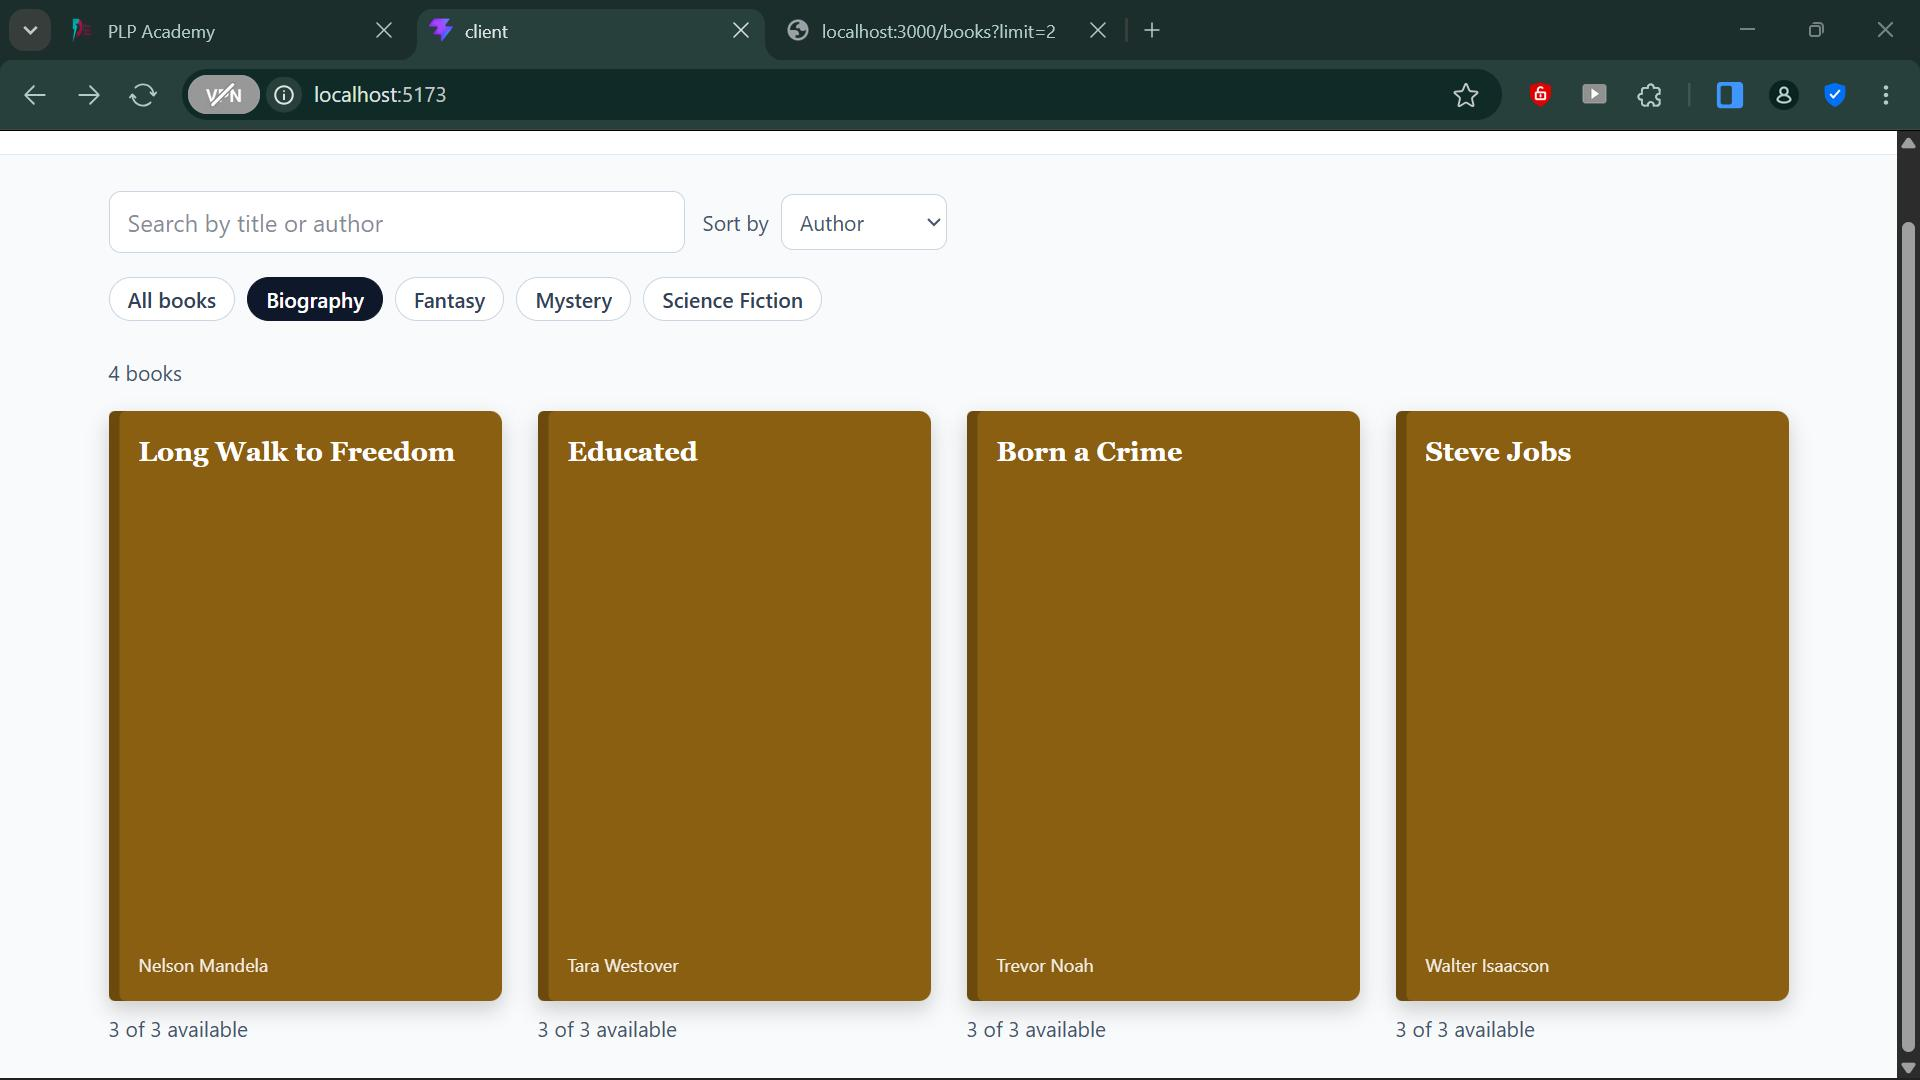 PLP Academy
client
localhost:3000/books?limit=2
VPN
localhost:5173
Search by title or author
Sort by
Author
All books
Biography
Fantasy
Mystery
Science Fiction
4 books
Long Walk to Freedom
Educated
Born a Crime
Steve Jobs
Nelson Mandela
Tara Westover
Trevor Noah
Walter Isaacson
3 of 3 available
3 of 3 available
3 of 3 available
3 of 3 available